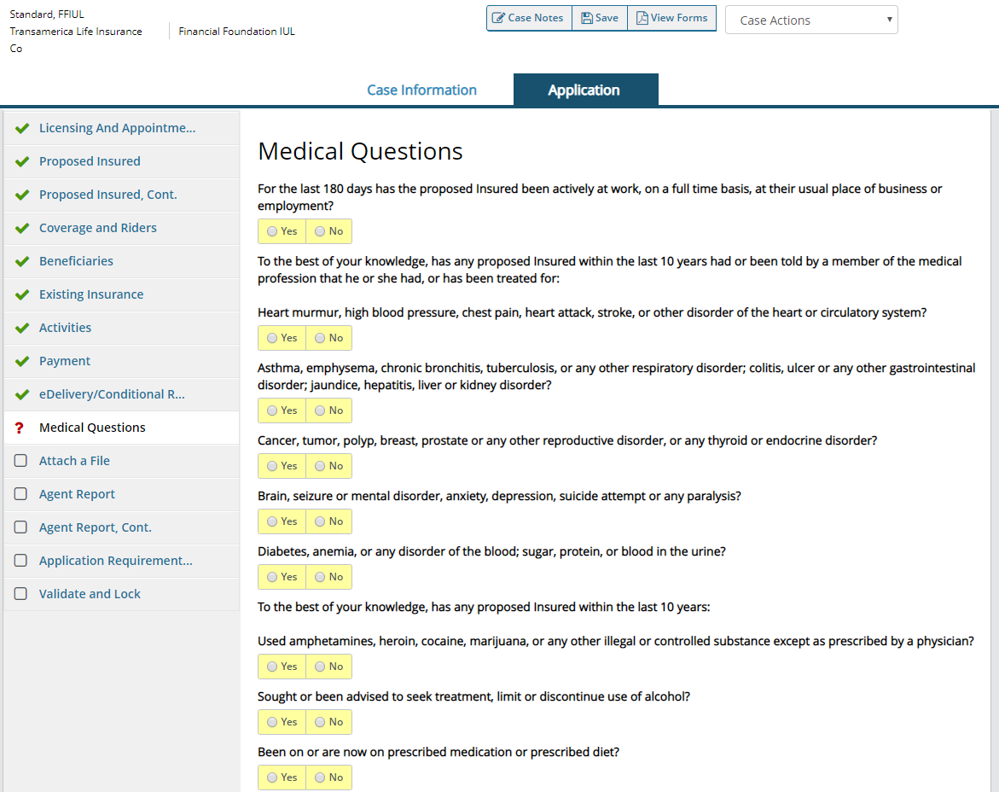 Standard, FFIUL
Transamerica Life Insurance
Co
Financial Foundation IUL
Case Notes
Save
View Forms
Case Actions
Case Information
Application
Licensing And Appointme...
Proposed Insured
Proposed Insured, Cont.
Coverage and Riders
Beneficiaries
Existing Insurance
Activities
Payment
eDelivery/Conditional R...
? Medical Questions
Attach a File
Agent Report
Agent Report, Cont.
Application Requirement...
Validate and Lock
Medical Questions
For the last 180 days has the proposed Insured been actively at work, on a full time basis, at their usual place of business or
employment?
Yes No
To the best of your knowledge, has any proposed Insured within the last 10 years had or been told by a member of the medical
profession that he or she had, or has been treated for:
Heart murmur, high blood pressure, chest pain, heart attack, stroke, or other disorder of the heart or circulatory system?
Yes No
Asthma, emphysema, chronic bronchitis, tuberculosis, or any other respiratory disorder; colitis, ulcer or any other gastrointestinal
disorder; jaundice, hepatitis, liver or kidney disorder?
Yes No
Cancer, tumor, polyp, breast, prostate or any other reproductive disorder, or any thyroid or endocrine disorder?
Yes No
Brain, seizure or mental disorder, anxiety, depression, suicide attempt or any paralysis?
Yes No
Diabetes, anemia, or any disorder of the blood; sugar, protein, or blood in the urine?
Yes No
To the best of your knowledge, has any proposed Insured within the last 10 years:
Used amphetamines, heroin, cocaine, marijuana, or any other illegal or controlled substance except as prescribed by a physician?
Yes No
Sought or been advised to seek treatment, limit or discontinue use of alcohol?
Yes No
Been on or are now on prescribed medication or prescribed diet?
Yes No